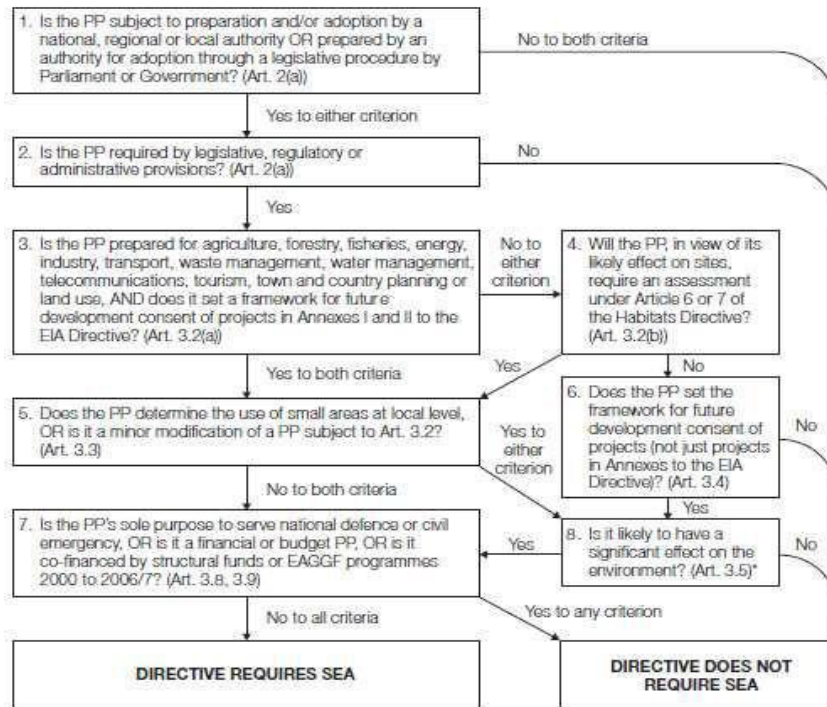 1. Is the PP subject to preparation and/or adoption by a
national, regional or local authority OR prepared by an
authority for adoption through a legislative procedure by
Parliament or Government? (Art. 2(a))
No to both criteria
Yes to either criterion
2. Is the PP required by legislative, regulatory or
administrative provisions? (Art. 2(a))
No
Yes
3. Is the PP prepared for agriculture, forestry, fisheries, energy,
industry, transport, waste management, water management,
telecommunications, tourism, town and country planning or
land use, AND does it set a framework for future
development consent of projects in Annexes I and II to the
EIA Directive? (Art. 3.2(a))
No to
either
criterion
4. Will the PP, in view of its
likely effect on sites,
require an assessment
under Article 6 or 7 of
the Habitats Directive?
(Art. 3.2(b))
Yes to both criteria
Yes
No
5. Does the PP determine the use of small areas at local level,
OR is it a minor modification of a PP subject to Art. 3.2?
(Art. 3.3)
Yes to
either
criterion
6. Does the PP set the
framework for future
development consent of
projects (not just projects
in Annexes to the EIA
Directive)? (Art. 3.4)
No
No to both criteria
Yes
7. Is the PP's sole purpose to serve national defence or civil
emergency, OR is it a financial or budget PP, OR is it
co-financed by structural funds or EAGGF programmes
2000 to 2006/7? (Art. 3.8, 3.9)
Yes
8. Is it likely to have a
significant effect on the
environment? (Art. 3.5)*
No
No to all criteria
Yes to any criterion
DIRECTIVE REQUIRES SEA
DIRECTIVE DOES NOT
REQUIRE SEA